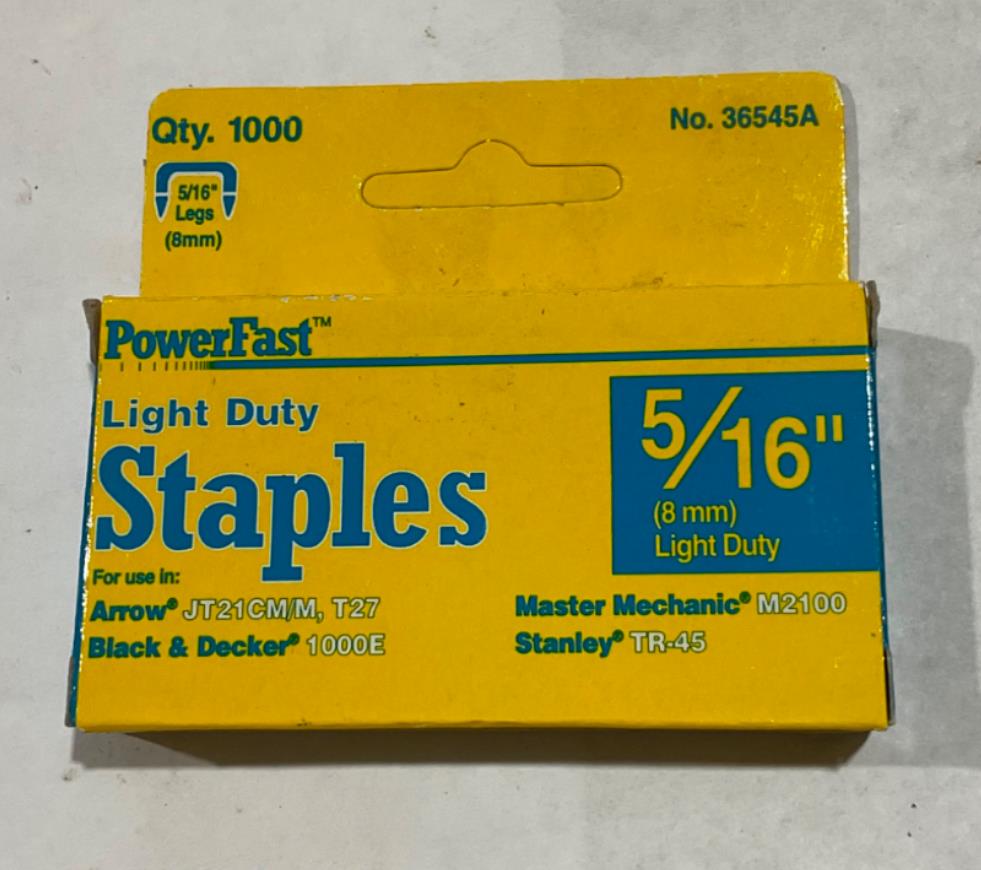 Qty. 1000
No. 36545A
5/16"
Legs
(8mm)
PowerFast™
Light Duty
Staples
5/16"
(8 mm)
Light Duty
For use in:
Arrow® JT21CM/M, T27
Black & Decker® 1000E
Master Mechanic® M2100
Stanley® TR-45